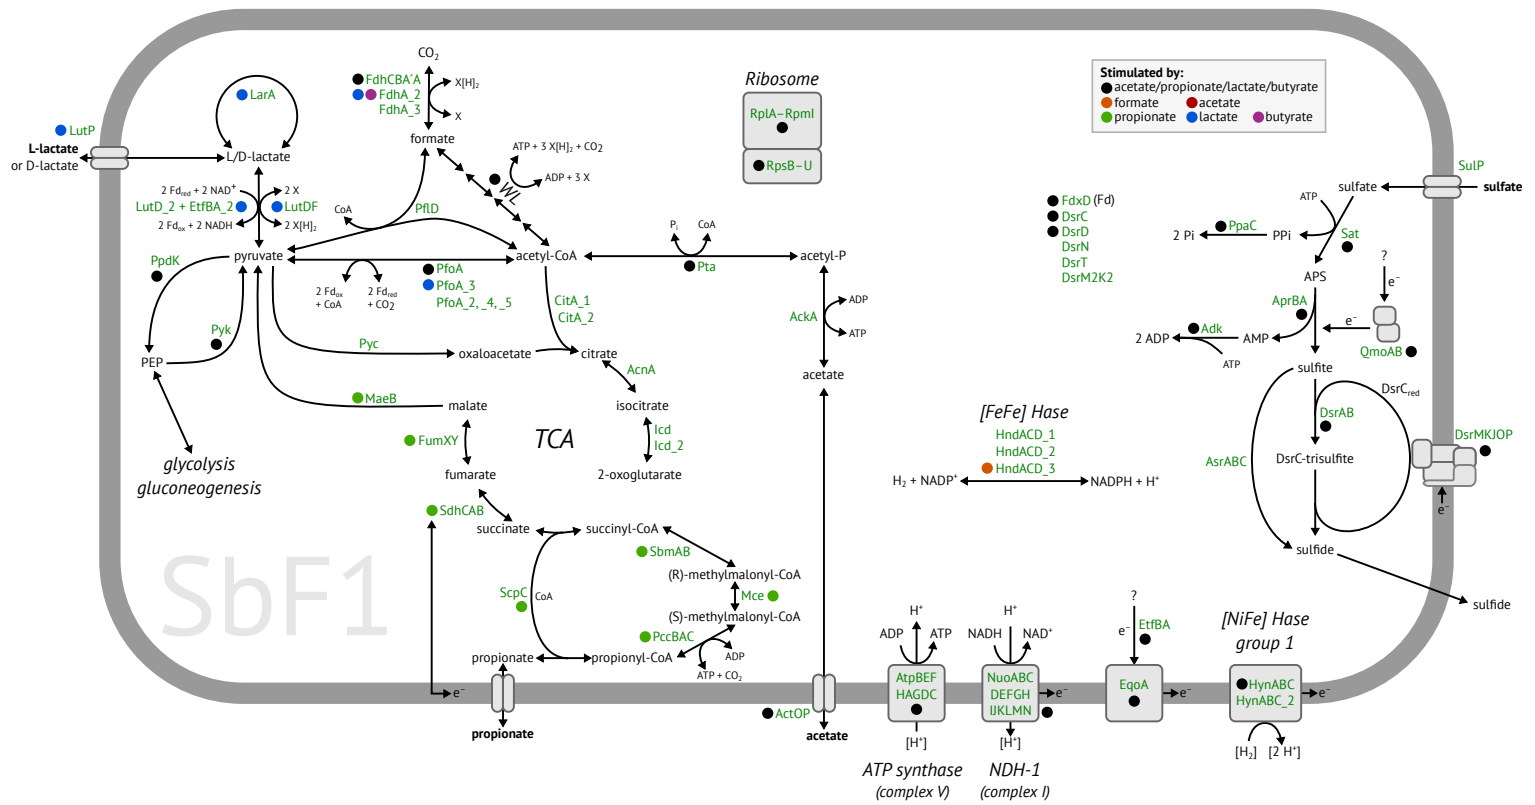 CO₂
FdhCBA´A
FdhA_2
FdhA_3
X[H]₂
X
formate
LarA
LutP
L-lactate
or D-lactate
L/D-lactate
2 Fdred + 2 NAD⁺
LutD_2 + EtfBA_2
2 Fdox + 2 NADH
2 X
LutDF
2 X[H]₂
CoA
PflD
ATP + 3 X[H]₂ + CO₂
WL
ADP + 3 X
Ribosome
RplA–RpmI
RpsB–U
Stimulated by:
acetate/propionate/lactate/butyrate
formate
acetate
propionate
lactate
butyrate
SulP
sulfate
sulfate
ATP
PpaC
2 Pi
PPi
Sat
FdxD (Fd)
DsrC
DsrD
DsrN
DsrT
DsrM2K2
APS
?
e⁻
AprBA
e⁻
Adk
2 ADP
AMP
ATP
QmoAB
sulfite
DsrCred
DsrAB
AsrABC
DsrC-trisulfite
DsrMKJOP
e⁻
sulfide
sulfide
PpdK
pyruvate
acetyl-CoA
Pi
CoA
Pta
acetyl-P
PfoA
PfoA_3
PfoA_2, _4, _5
2 Fdox
+ CoA
2 Fdred
+ CO₂
CitA_1
CitA_2
AckA
ADP
ATP
acetate
Pyk
PEP
Pyc
oxaloacetate
citrate
AcnA
isocitrate
MaeB
malate
TCA
Icd
Icd_2
FumXY
fumarate
2-oxoglutarate
glycolysis
gluconeogenesis
SdhCAB
succinate
succinyl-CoA
SbmAB
(R)-methylmalonyl-CoA
Mce
(S)-methylmalonyl-CoA
ScpC
CoA
PccBAC
ADP
ATP + CO₂
propionate
propionyl-CoA
e⁻
propionate
ActOP
acetate
[FeFe] Hase
HndACD_1
HndACD_2
HndACD_3
H₂ + NADP⁺
NADPH + H⁺
SbF1
H⁺
ADP
ATP
AtpBEF
HAGDC
[H⁺]
ATP synthase
(complex V)
H⁺
NADH
NAD⁺
NuoABC
DEFGH
IJKLMN
e⁻
[H⁺]
NDH-1
(complex I)
?
e⁻
EtfBA
EqoA
e⁻
[NiFe] Hase
group 1
HynABC
HynABC_2
e⁻
[H₂]
[2 H⁺]